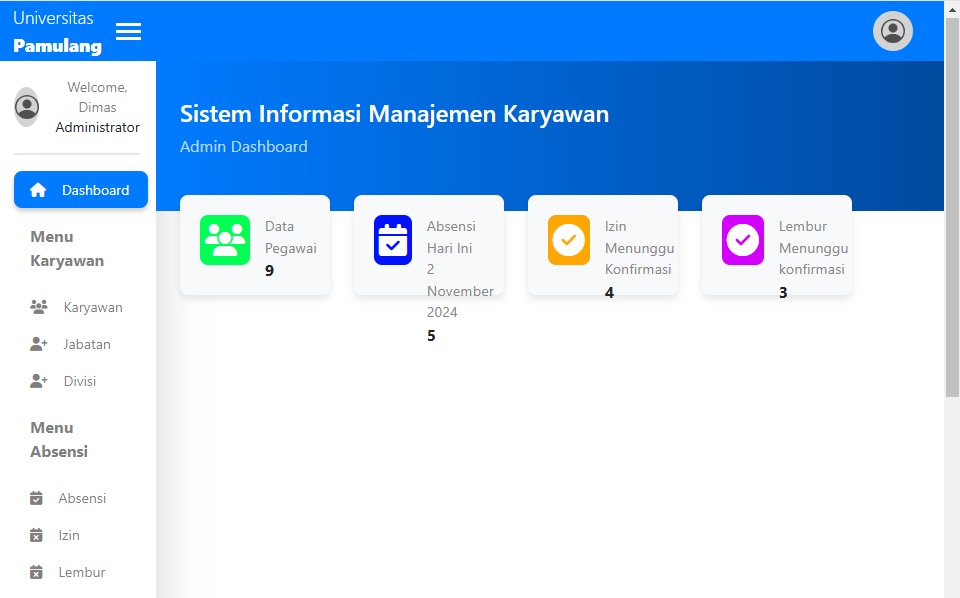 Universitas
Pamulang
Welcome,
Dimas
Administrator
Dashboard
Menu
Karyawan
Karyawan
Jabatan
Divisi
Menu
Absensi
Absensi
Izin
Lembur
Sistem Informasi Manajemen Karyawan
Admin Dashboard
Data
Pegawai
9
Absensi
Hari Ini
2
November
2024
5
Izin
Menunggu
Konfirmasi
4
Lembur
Menunggu
konfirmasi
3